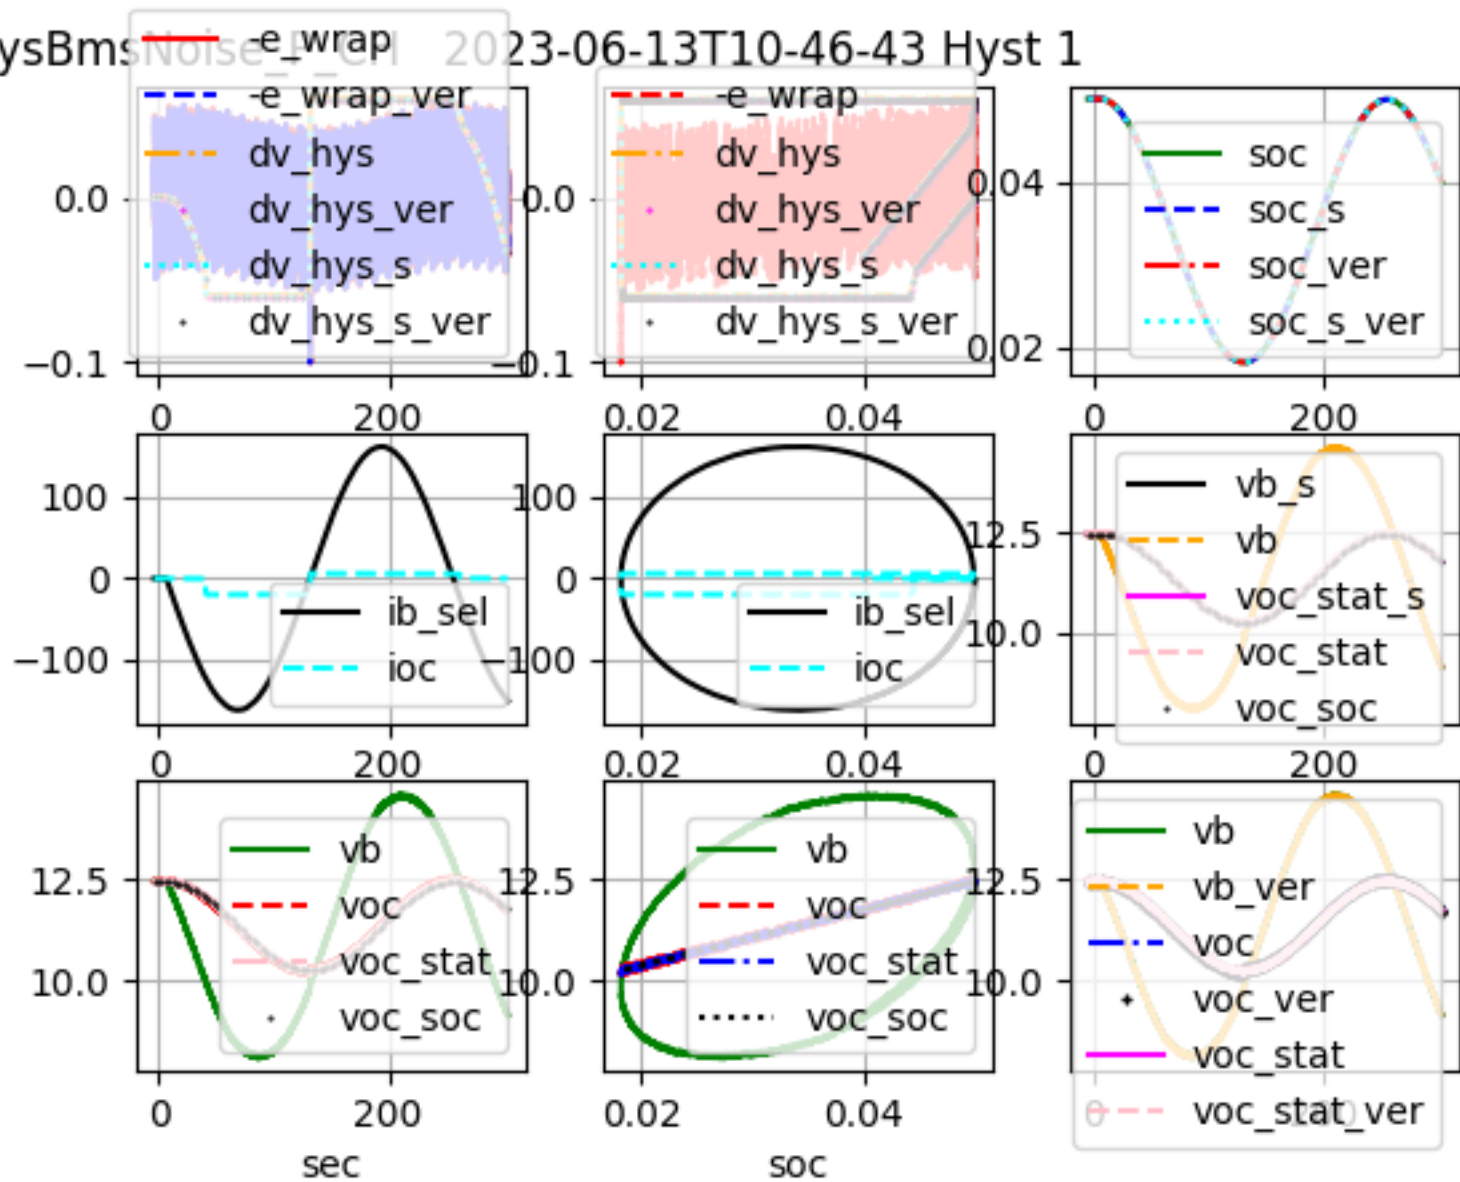 ysBmsNoise_P_CH 2023-06-13T10-46-43 Hyst 1
-e_wrap
-e_wrap_ver
dv_hys
dv_hys_ver
dv_hys_s
dv_hys_s_ver
0.0
−0.1
0 200
-e_wrap
dv_hys
dv_hys_ver
dv_hys_s
dv_hys_s_ver
0.0
−0.1
0.02 0.04
soc
soc_s
soc_ver
soc_s_ver
0.04
0.02
0 200
ib_sel
ioc
100
0
−100
0 200
ib_sel
ioc
100
0
−100
0.02 0.04
vb_s
vb
voc_stat_s
voc_stat
voc_soc
12.5
10.0
0 200
vb
voc
voc_stat
voc_soc
12.5
10.0
0 200
sec
vb
voc
voc_stat
voc_soc
12.5
10.0
0.02 0.04
soc
vb
vb_ver
voc
voc_ver
voc_stat
voc_stat_ver
12.5
10.0
0 200